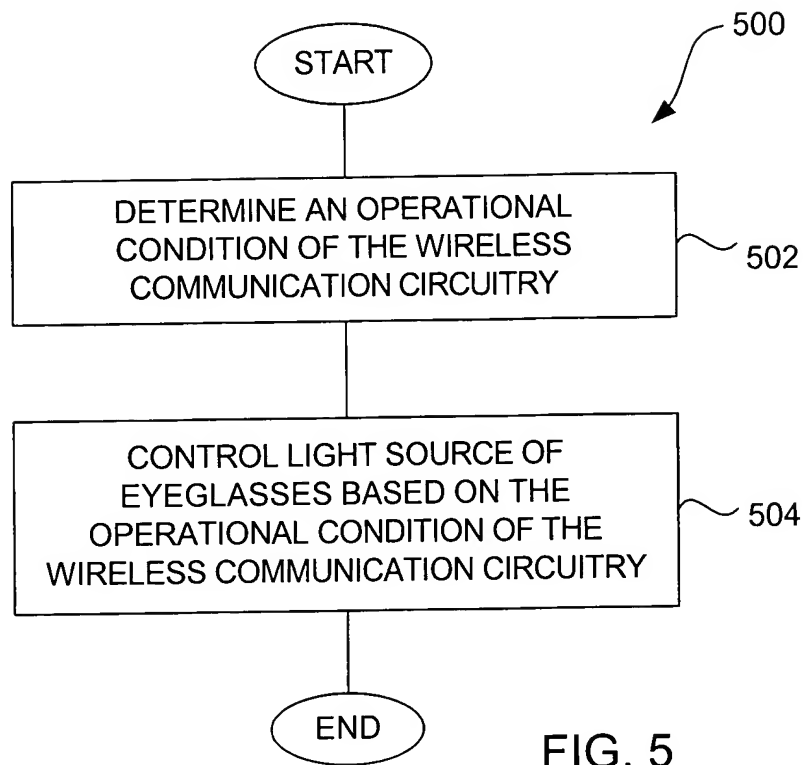 500
START
DETERMINE AN OPERATIONAL
CONDITION OF THE WIRELESS
COMMUNICATION CIRCUITRY
502
CONTROL LIGHT SOURCE OF
EYEGLASSES BASED ON THE
OPERATIONAL CONDITION OF THE
WIRELESS COMMUNICATION CIRCUITRY
504
END
FIG. 5